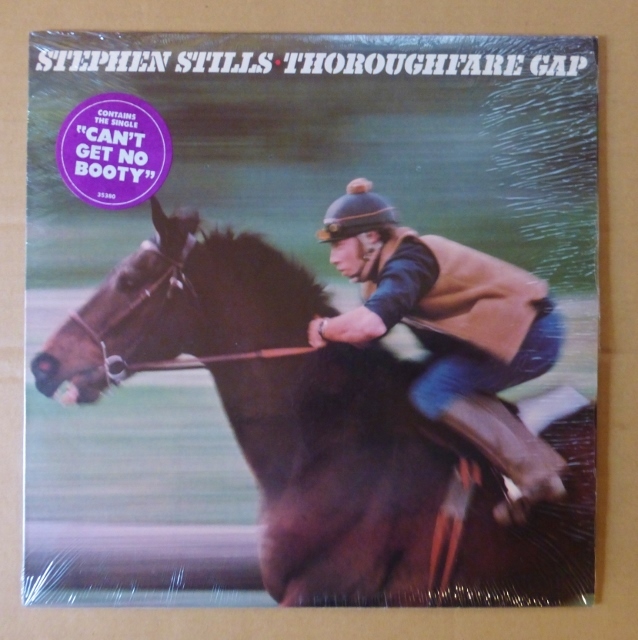 STEPHEN STILLS • THOROUGHFARE GAP
CONTAINS
THE SINGLE
"CAN'T
GET NO
BOOTY"
35380